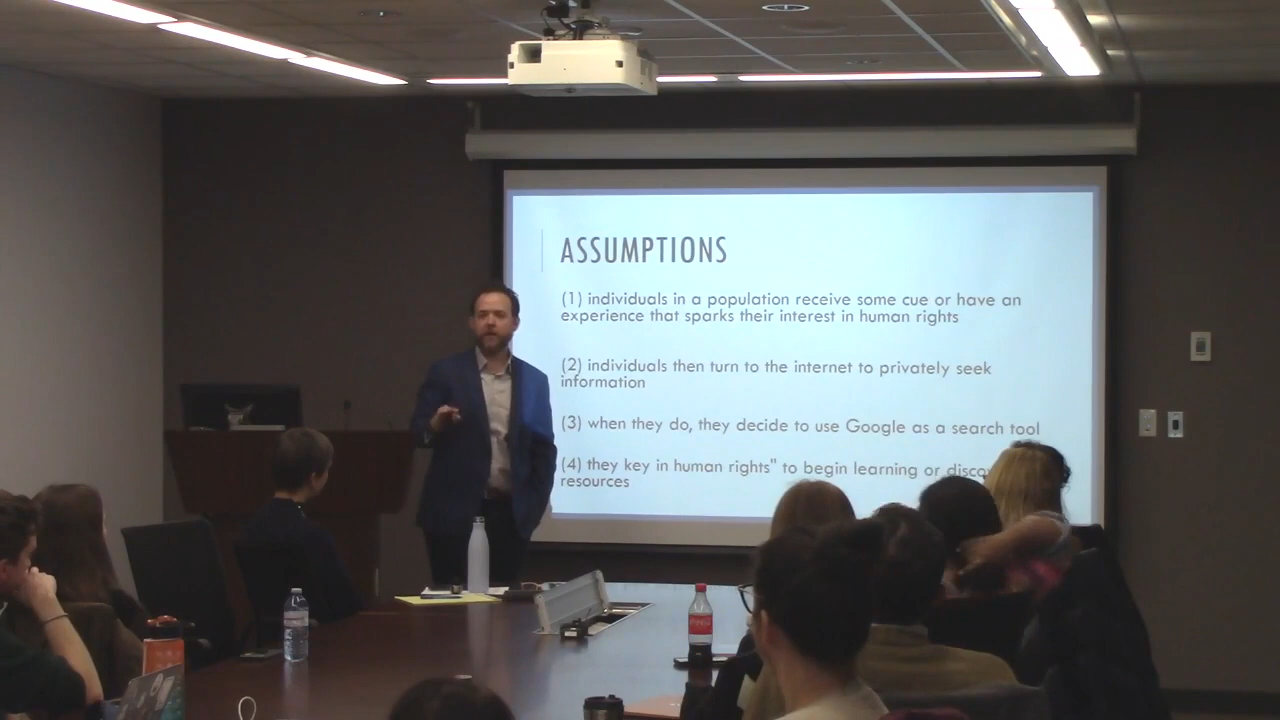 ASSUMPTIONS
(1) individuals in a population receive some cue or have an
experience that sparks their interest in human rights
(2) individuals then turn to the internet to privately seek
information
(3) when they do, they decide to use Google as a search tool
(4) they key in human rights" to begin learning or
resources